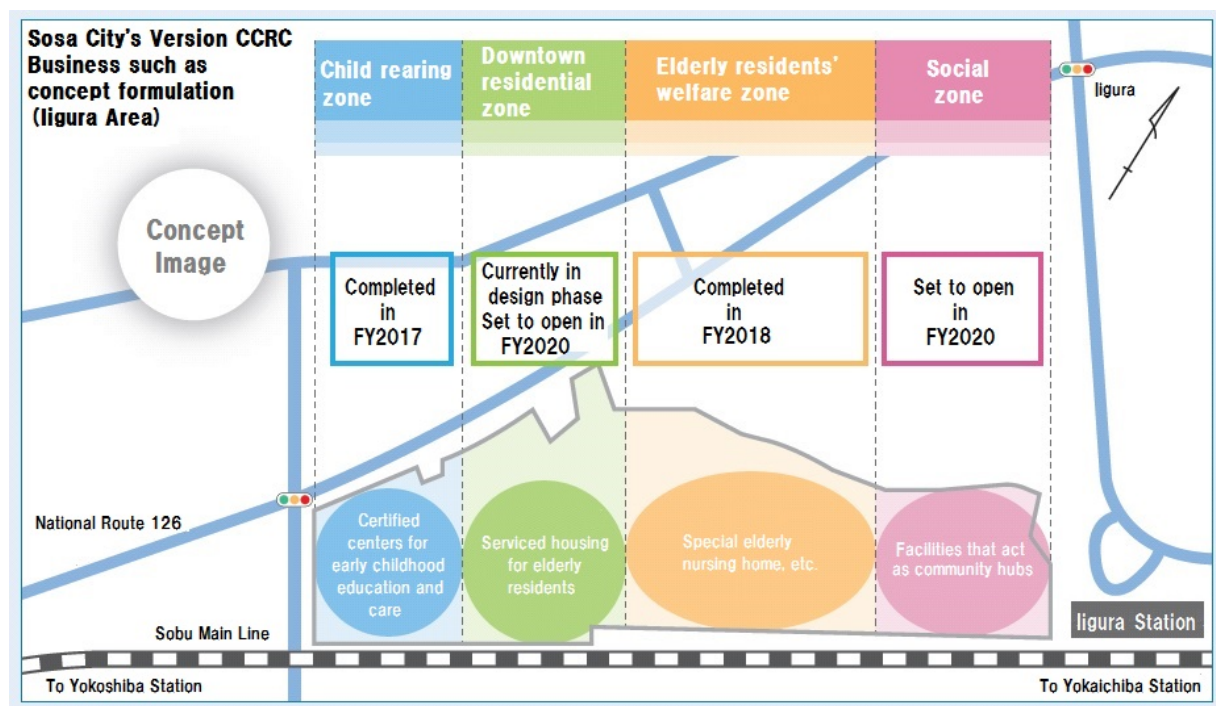 Sosa City's Version CCRC
Business such as
concept formulation
(Iigura Area)
Child rearing
zone
Downtown
residential
zone
Elderly residents'
welfare zone
Social
zone
Iigura
Concept
Image
Completed
in
FY2017
Currently in
design phase
Set to open in
FY2020
Completed
in
FY2018
Set to open
in
FY2020
National Route 126
Certified
centers for
early childhood
education and
care
Serviced housing
for elderly
residents
Special elderly
nursing home, etc.
Facilities that act
as community hubs
Iigura Station
Sobu Main Line
To Yokoshiba Station
To Yokaichiba Station